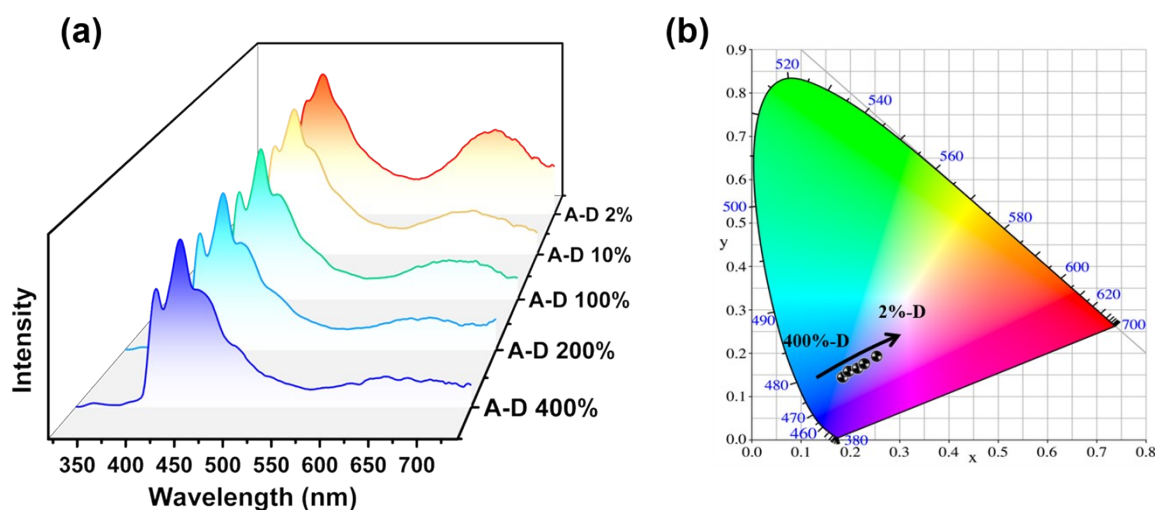 (a)
Intensity
A-D 2%
A-D 10%
A-D 100%
A-D 200%
A-D 400%
350 400 450 500 550 600 650 700
Wavelength (nm)
(b)
0.9
0.8
0.7
0.6
0.5
y
0.4
0.3
0.2
0.1
0.0
0.0 0.1 0.2 0.3 0.4 0.5 0.6 0.7 0.8
x
520
540
560
500
580
600
620
490
700
2%-D
400%-D
480
470
460
380